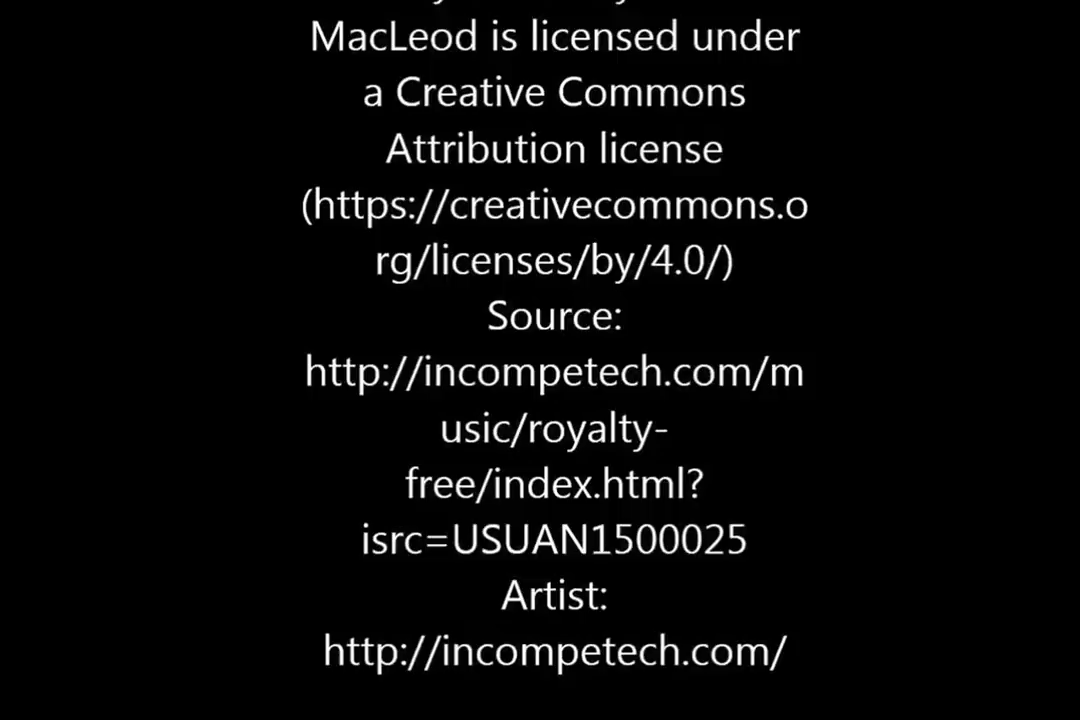 MacLeod is licensed under
a Creative Commons
Attribution license
(https://creativecommons.o
rg/licenses/by/4.0/)
Source:
http://incompetech.com/m
usic/royalty-
free/index.html?
isrc=USUAN1500025
Artist:
http://incompetech.com/